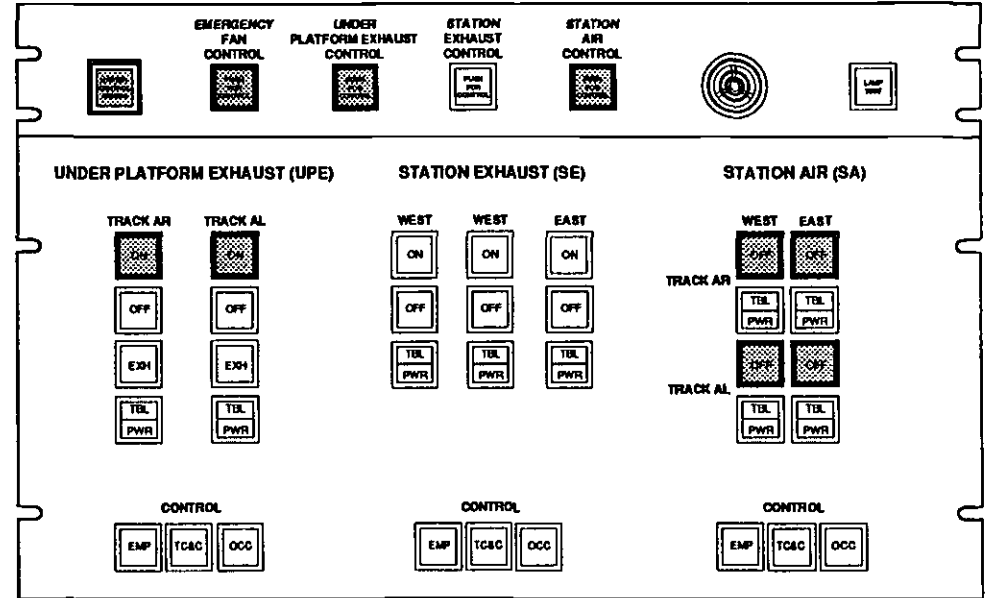 EMERGENCY FAN CONTROL
UNDER PLATFORM EXHAUST CONTROL
STATION EXHAUST CONTROL
STATION AIR CONTROL
PUSH FOR CONTROL
LAMP TEST
UNDER PLATFORM EXHAUST (UPE)
STATION EXHAUST (SE)
STATION AIR (SA)
TRACK AR TRACK AL
WEST WEST EAST
WEST EAST
ON ON
ON ON ON
OFF OFF
TRACK AR
OFF OFF
OFF OFF OFF
TBL TBL
PWR PWR
EXH EXH
TBL TBL TBL
PWR PWR PWR
OFF OFF
TRACK AL
TBL TBL
PWR PWR
TBL TBL
PWR PWR
CONTROL
CONTROL
CONTROL
EMP TC&C OCC
EMP TC&C OCC
EMP TC&C OCC